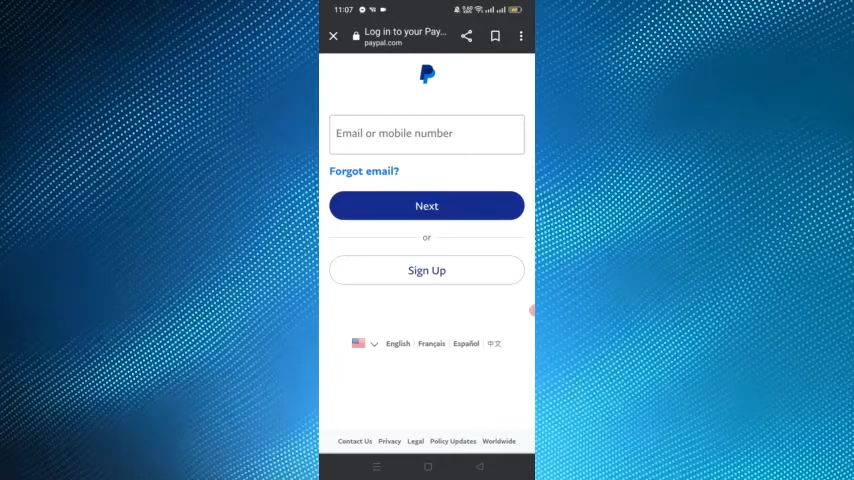 11:07
Log in to your Pay...
paypal.com
Email or mobile number
Forgot email?
Next
or
Sign Up
English Français Español 中文
Contact Us Privacy Legal Policy Updates Worldwide